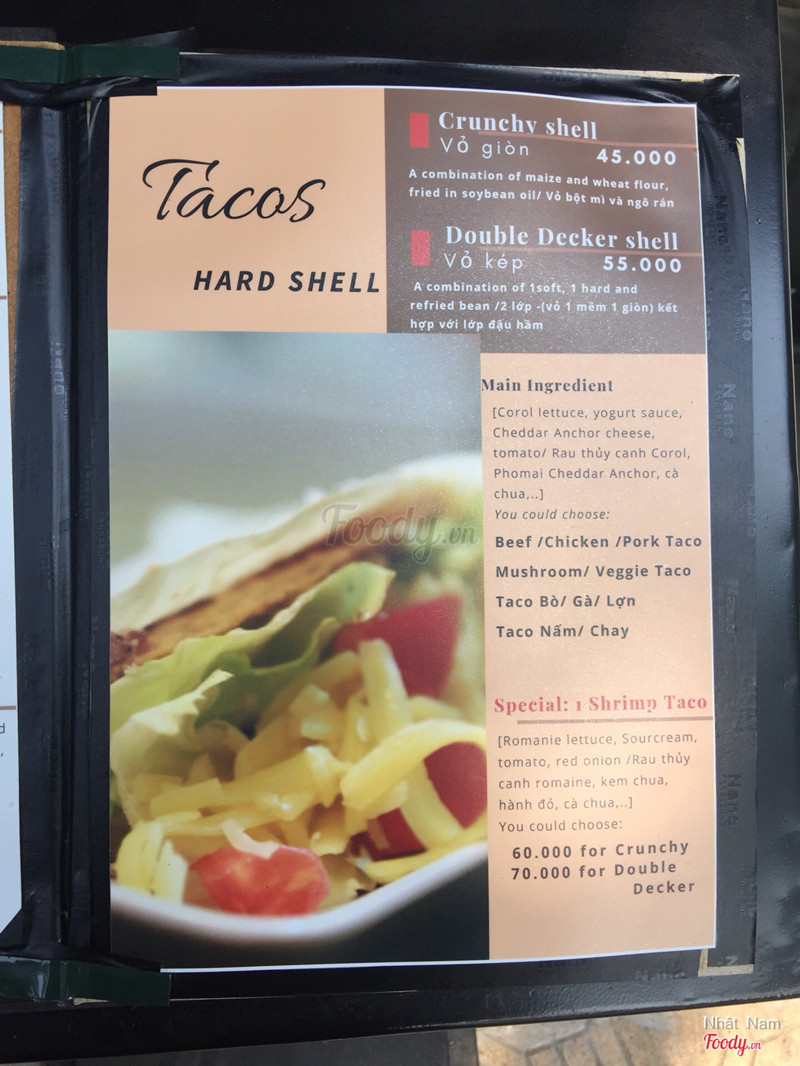 Tacos
HARD SHELL
Crunchy shell
Vỏ giòn
45.000
A combination of maize and wheat flour,
fried in soybean oil/ Vỏ bột mì và ngô rán
Double Decker shell
Vỏ kép
55.000
A combination of 1soft, 1 hard and
refried bean /2 lớp -(vỏ 1 mềm 1 giòn) kết
hợp với lớp đậu hầm
Main Ingredient
[Corol lettuce, yogurt sauce,
Cheddar Anchor cheese,
tomato/ Rau thủy canh Corol,
Phomai Cheddar Anchor, cà
chua,..]
You could choose:
Beef /Chicken /Pork Taco
Mushroom/ Veggie Taco
Taco Bò/ Gà/ Lợn
Taco Nấm/ Chay
Special: 1 Shrimp Taco
[Romanie lettuce, Sourcream,
tomato, red onion /Rau thủy
canh romaine, kem chua,
hành đỏ, cà chua,..]
You could choose:
60.000 for Crunchy
70.000 for Double
Decker
Foody.vn
Nano
Nano
Nano
Nhật Nam
Foody.vn